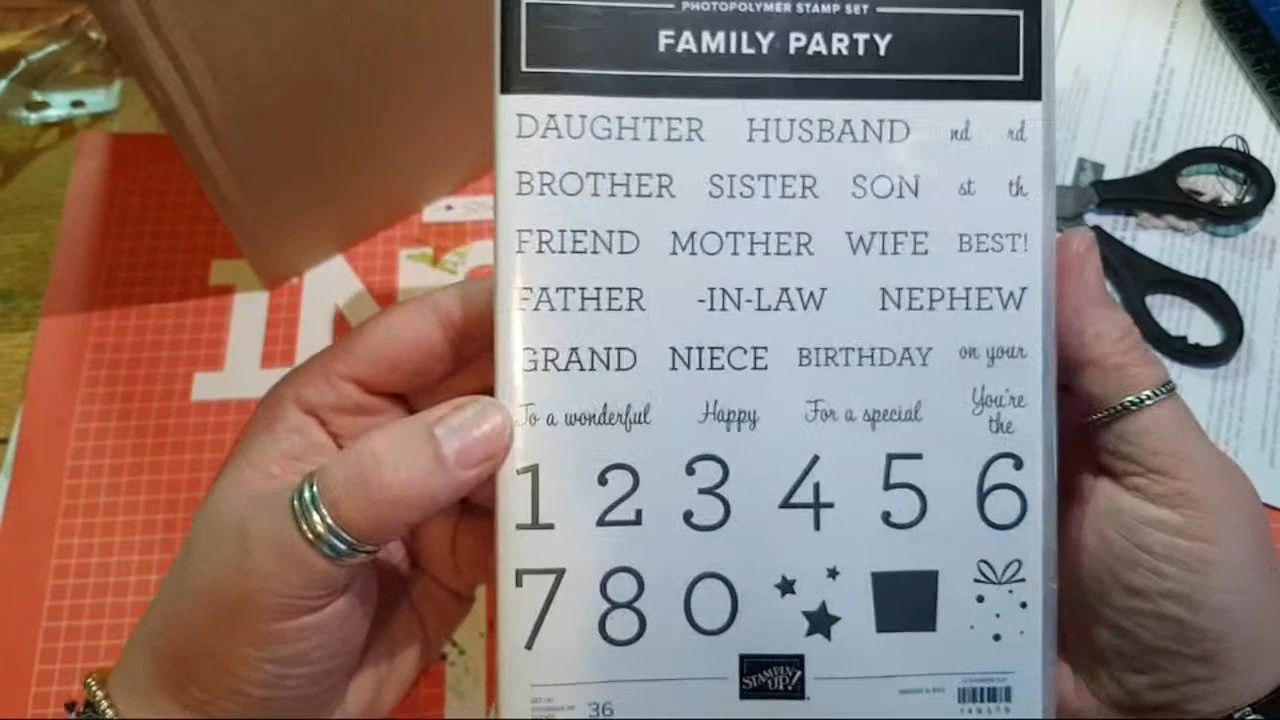 PHOTOPOLYMER STAMP SET
FAMILY PARTY
DAUGHTER HUSBAND nd rd
BROTHER SISTER SON st th
FRIEND MOTHER WIFE BEST!
FATHER -IN-LAW NEPHEW
GRAND NIECE BIRTHDAY on your
To a wonderful Happy For a special You're the
1 2 3 4 5 6
7 8 0
STAMPIN' UP!
36